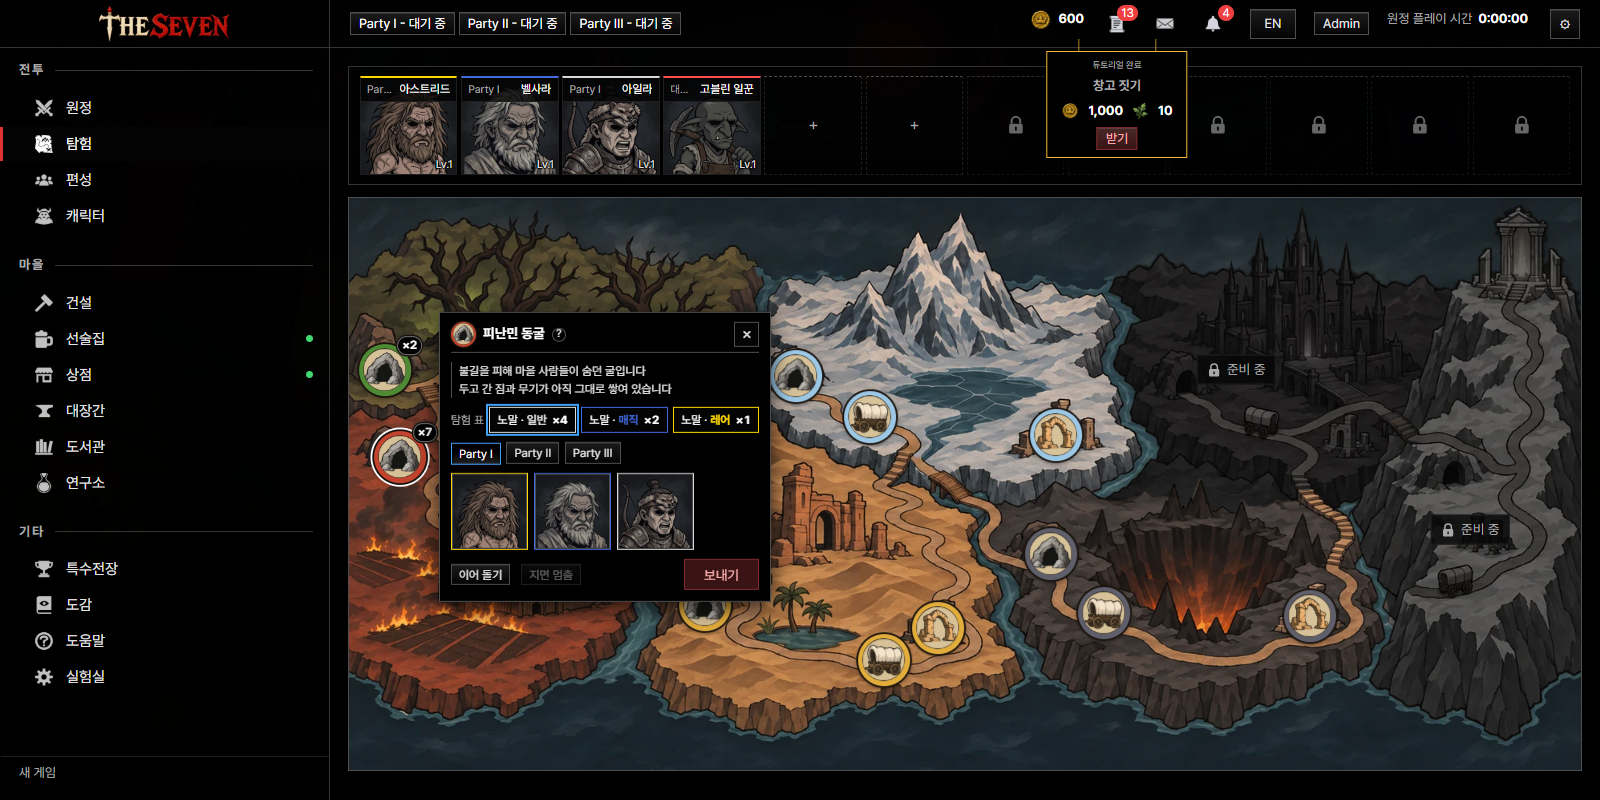 THE SEVEN
전투
원정
탐험
편성
캐릭터
마을
건설
선술집
상점
대장간
도서관
연구소
기타
특수전장
도감
도움말
실험실
새 게임
Party I - 대기 중
Party II - 대기 중
Party III - 대기 중
600
13
4
EN
Admin
원정 플레이 시간 0:00:00
Par... 아스트리드
Lv.1
Party I 벨사라
Lv.1
Party I 아일라
Lv.1
대... 고블린 일꾼
Lv.1
+
+
튜토리얼 완료
창고 짓기
1,000 10
받기
x2
x7
피난민 동굴 ?
불길을 피해 마을 사람들이 숨던 굴입니다
두고 간 짐과 무기가 아직 그대로 쌓여 있습니다
탐험 표 노말 · 일반 x4 노말 · 매직 x2 노말 · 레어 x1
Party I Party II Party III
이어 돌기 지면 멈춤 보내기
준비 중
준비 중